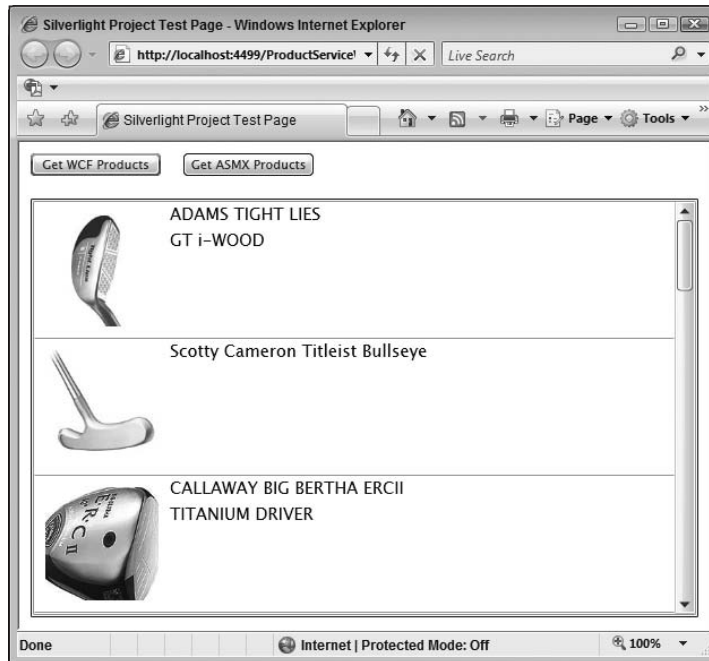 Silverlight Project Test Page - Windows Internet Explorer
http://localhost:4499/ProductService
Live Search
Silverlight Project Test Page
Page
Tools
Get WCF Products
Get ASMX Products
ADAMS TIGHT LIES
GT i-WOOD
Scotty Cameron Titleist Bullseye
CALLAWAY BIG BERTHA ERCII
TITANIUM DRIVER
E.R.C II
Done
Internet | Protected Mode: Off
100%